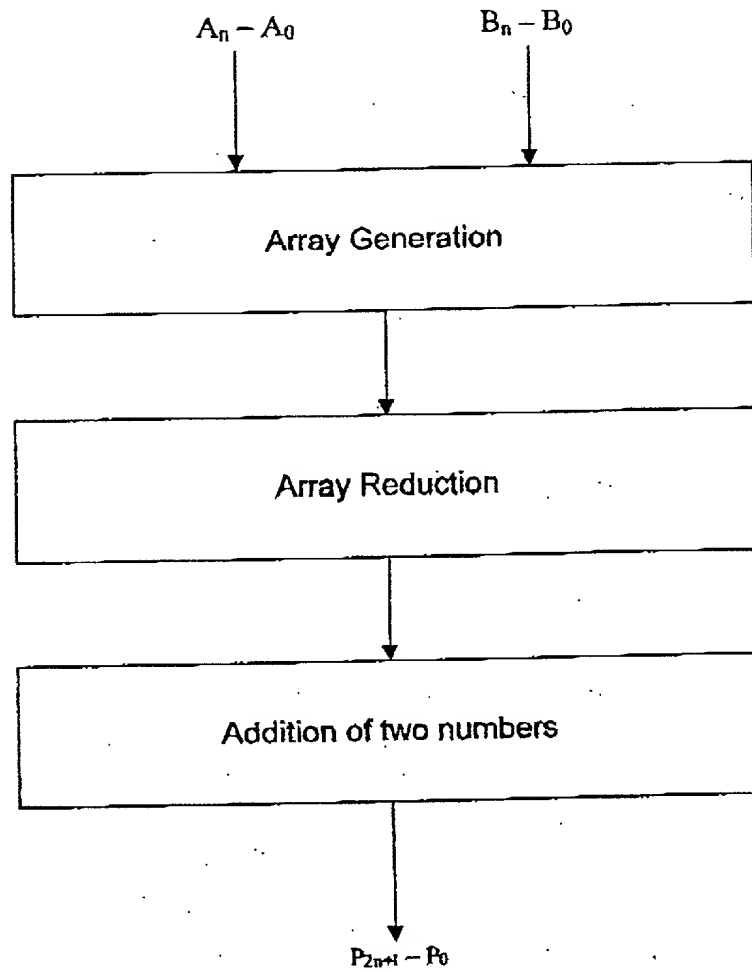 Aₙ – A₀ Bₙ – B₀
Array Generation
Array Reduction
Addition of two numbers
P₂ₙ₊₁ – P₀